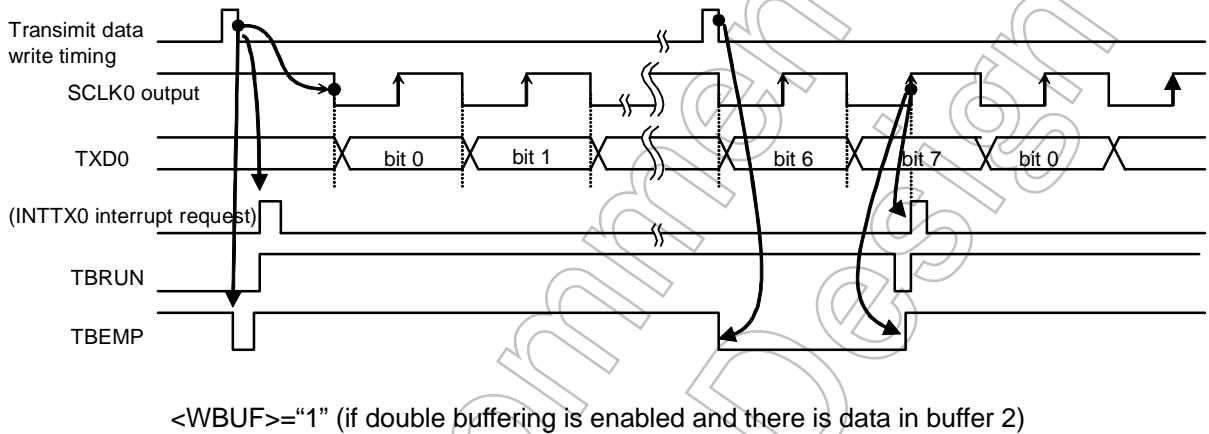 Transimit data
write timing
SCLK0 output
TXD0
bit 0
bit 1
bit 6
bit 7
bit 0
(INTTX0 interrupt request)
TBRUN
TBEMP
<WBUF>=“1” (if double buffering is enabled and there is data in buffer 2)